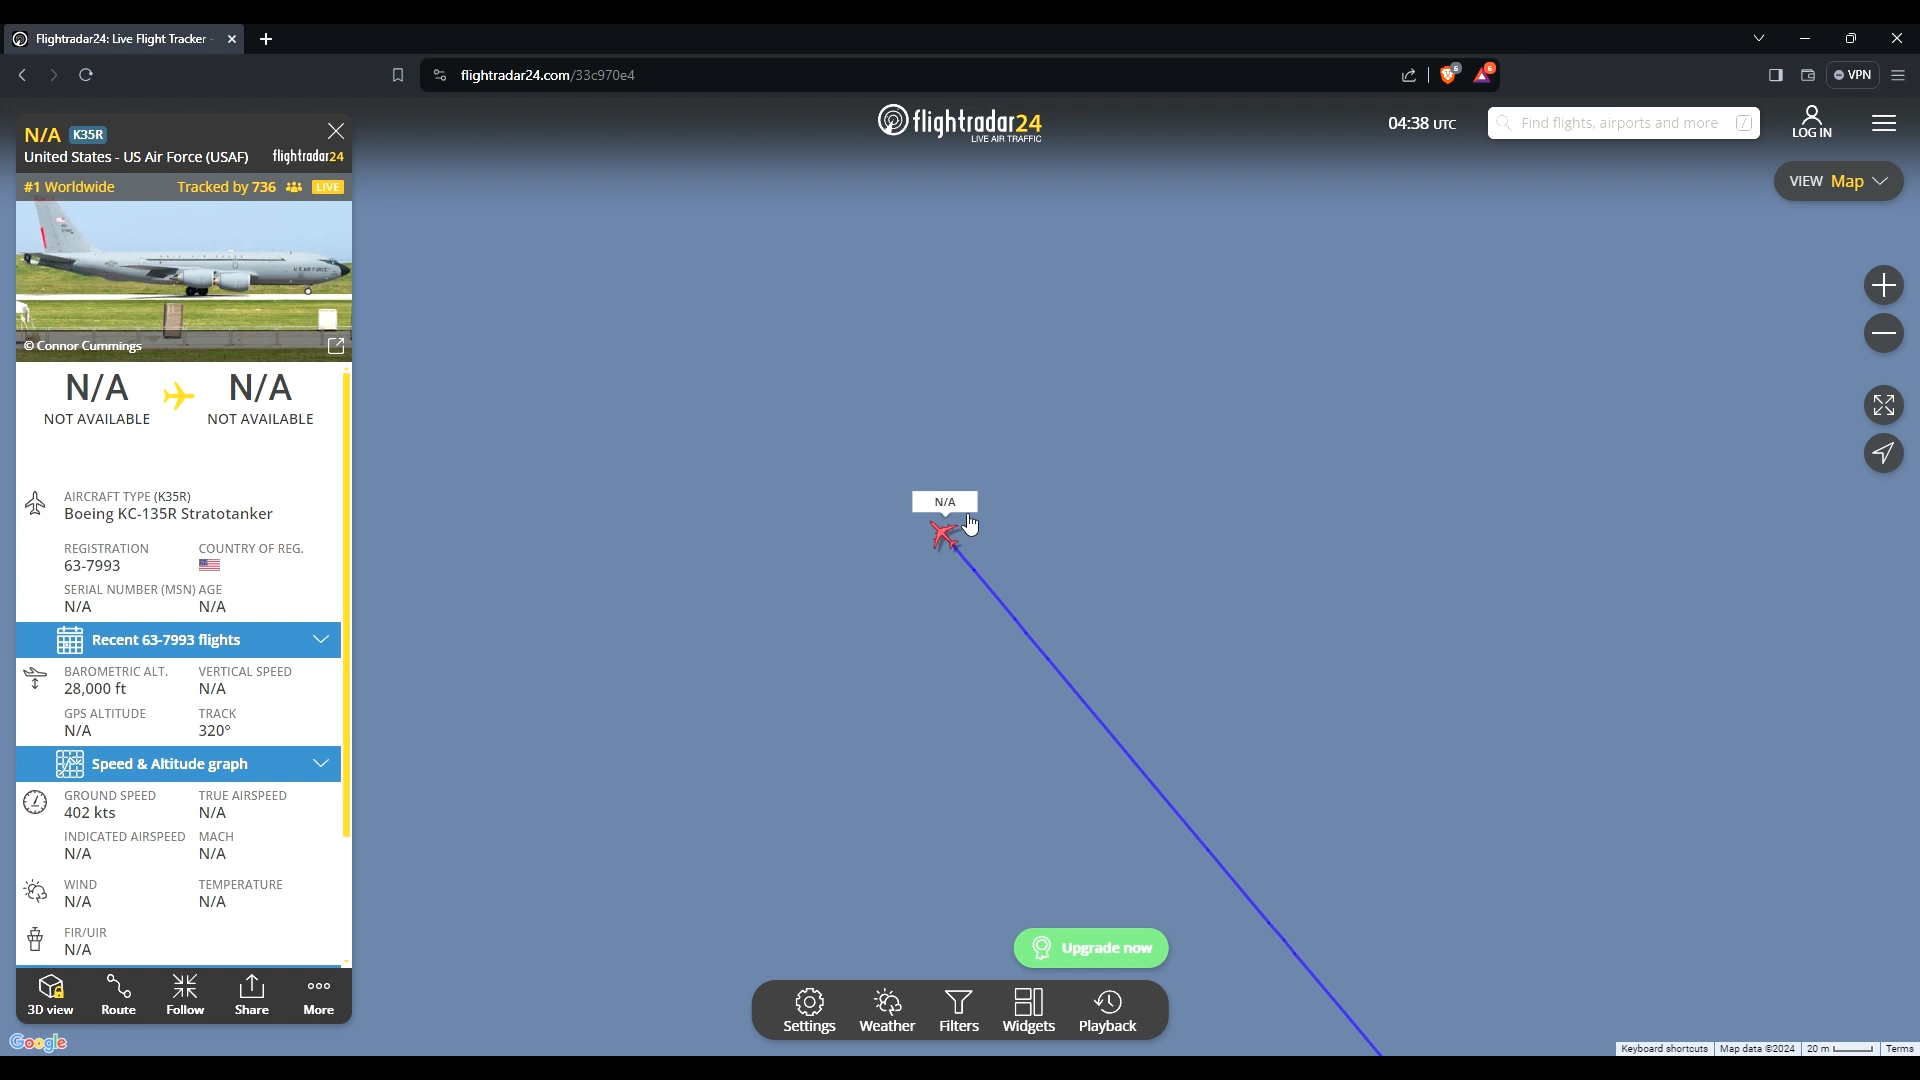 Flightradar24: Live Flight Tracker -
flightradar24.com/33c970e4
6
6
VPN
N/A K35R
United States - US Air Force (USAF) flightradar24
#1 Worldwide Tracked by 736 LIVE
U.S. AIR FORCE
© Connor Cummings
N/A N/A
NOT AVAILABLE NOT AVAILABLE
AIRCRAFT TYPE (K35R)
Boeing KC-135R Stratotanker
REGISTRATION COUNTRY OF REG.
63-7993
SERIAL NUMBER (MSN) AGE
N/A N/A
Recent 63-7993 flights
BAROMETRIC ALT. VERTICAL SPEED
28,000 ft N/A
GPS ALTITUDE TRACK
N/A 320°
Speed & Altitude graph
GROUND SPEED TRUE AIRSPEED
402 kts N/A
INDICATED AIRSPEED MACH
N/A N/A
WIND TEMPERATURE
N/A N/A
FIR/UIR
N/A
3D view Route Follow Share More
Google
flightradar24
LIVE AIR TRAFFIC
04:38 UTC
Find flights, airports and more /
LOG IN
VIEW Map
N/A
Upgrade now
Settings Weather Filters Widgets Playback
Keyboard shortcuts Map data ©2024 20 m Terms